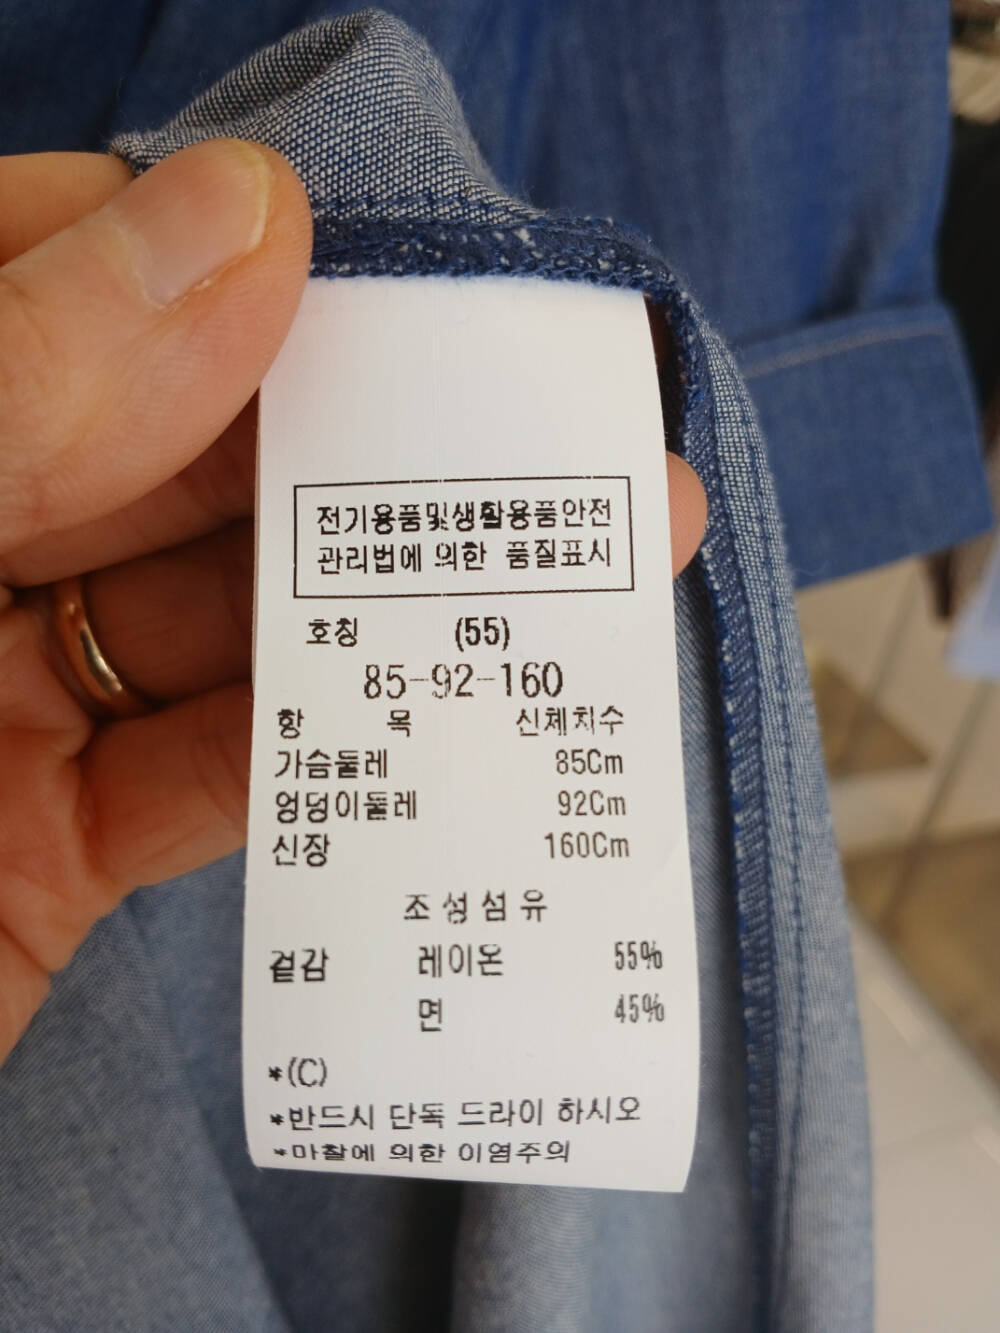 전기용품및생활용품안전
관리법에 의한 품질표시
호칭 (55)
85-92-160
항 목 신체치수
가슴둘레 85Cm
엉덩이둘레 92Cm
신장 160Cm
조성섬유
겉감 레이온 55%
면 45%
*(C)
*반드시 단독 드라이 하시오
*마찰에 의한 이염주의